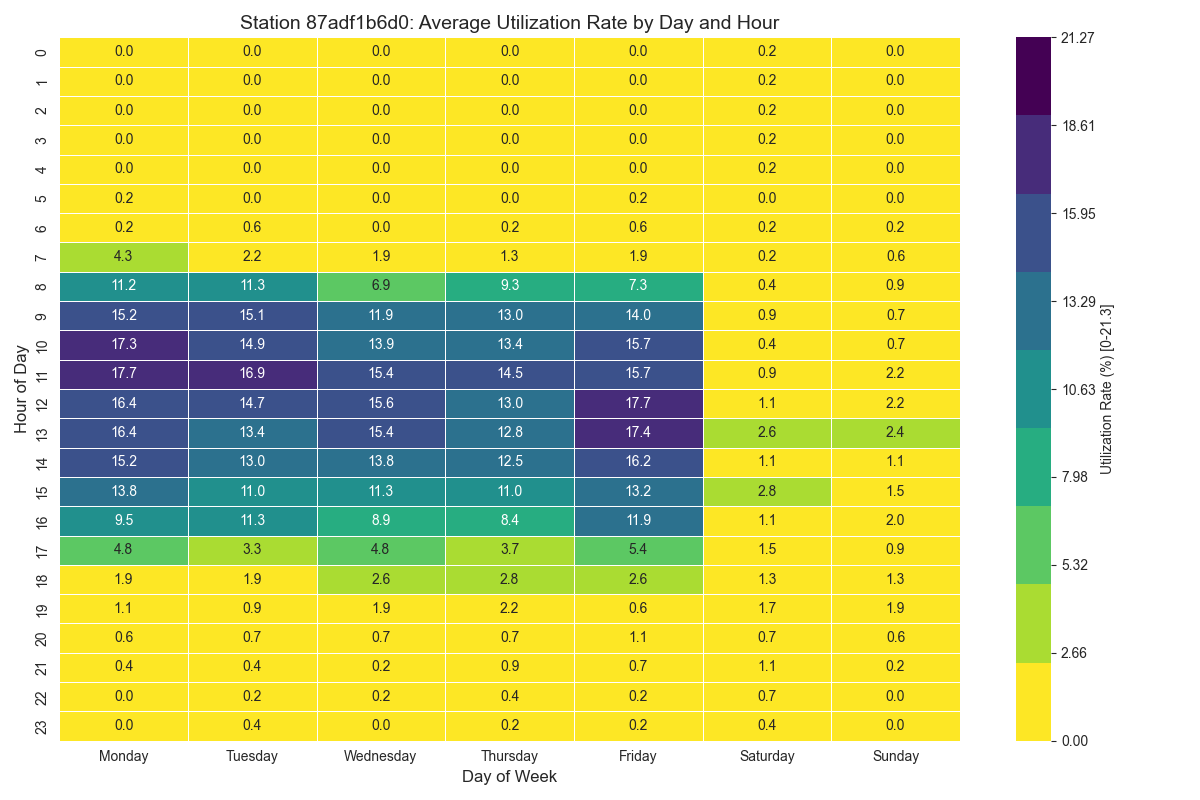 Station 87adf1b6d0: Average Utilization Rate by Day and Hour
0 0.0 0.0 0.0 0.0 0.0 0.2 0.0
1 0.0 0.0 0.0 0.0 0.0 0.2 0.0
2 0.0 0.0 0.0 0.0 0.0 0.2 0.0
3 0.0 0.0 0.0 0.0 0.0 0.2 0.0
4 0.0 0.0 0.0 0.0 0.0 0.2 0.0
5 0.2 0.0 0.0 0.0 0.2 0.0 0.0
6 0.2 0.6 0.0 0.2 0.6 0.2 0.2
7 4.3 2.2 1.9 1.3 1.9 0.2 0.6
8 11.2 11.3 6.9 9.3 7.3 0.4 0.9
9 15.2 15.1 11.9 13.0 14.0 0.9 0.7
10 17.3 14.9 13.9 13.4 15.7 0.4 0.7
11 17.7 16.9 15.4 14.5 15.7 0.9 2.2
12 16.4 14.7 15.6 13.0 17.7 1.1 2.2
13 16.4 13.4 15.4 12.8 17.4 2.6 2.4
14 15.2 13.0 13.8 12.5 16.2 1.1 1.1
15 13.8 11.0 11.3 11.0 13.2 2.8 1.5
16 9.5 11.3 8.9 8.4 11.9 1.1 2.0
17 4.8 3.3 4.8 3.7 5.4 1.5 0.9
18 1.9 1.9 2.6 2.8 2.6 1.3 1.3
19 1.1 0.9 1.9 2.2 0.6 1.7 1.9
20 0.6 0.7 0.7 0.7 1.1 0.7 0.6
21 0.4 0.4 0.2 0.9 0.7 1.1 0.2
22 0.0 0.2 0.2 0.4 0.2 0.7 0.0
23 0.0 0.4 0.0 0.2 0.2 0.4 0.0
Monday Tuesday Wednesday Thursday Friday Saturday Sunday
Day of Week
Hour of Day
21.27
18.61
15.95
13.29
10.63
7.98
5.32
2.66
0.00
Utilization Rate (%) [0-21.3]